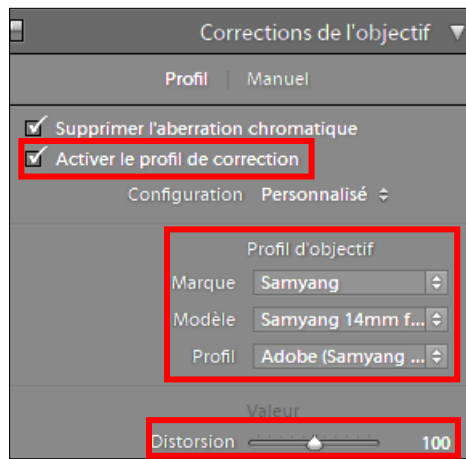 Corrections de l'objectif
Profil | Manuel
Supprimer l'aberration chromatique
Activer le profil de correction
Configuration Personnalisé
Profil d'objectif
Marque Samyang
Modèle Samyang 14mm f...
Profil Adobe (Samyang ...
Valeur
Distorsion 100